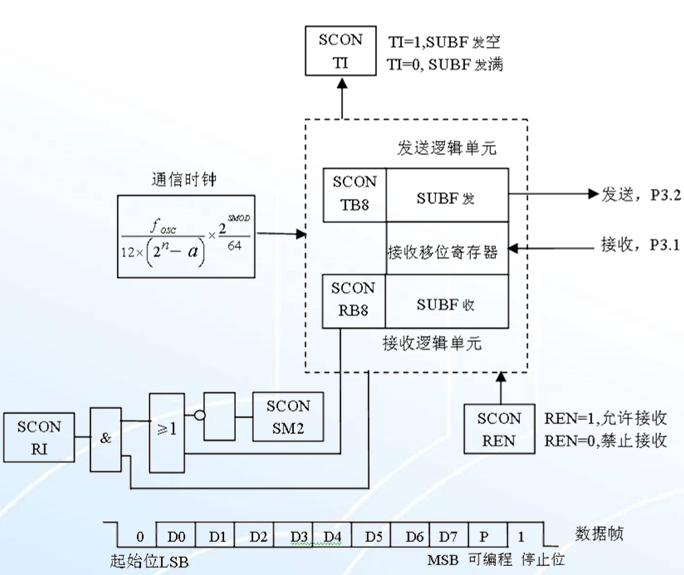 SCON
TI
TI=1,SUBF 发空
TI=0, SUBF 发满
发送逻辑单元
通信时钟
SCON
TB8
SUBF 发
发送，P3.2
f osc
12×(2ⁿ− a)
× 2 SMOD
64
接收移位寄存器
接收，P3.1
SCON
RB8
SUBF 收
接收逻辑单元
SCON
RI
&
≥1
SCON
SM2
SCON
REN
REN=1,允许接收
REN=0,禁止接收
0 D0 D1 D2 D3 D4 D5 D6 D7 P 1 数据帧
起始位LSB MSB 可编程 停止位